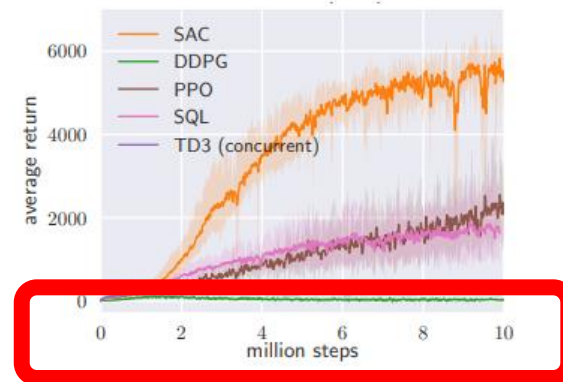 6000
4000
2000
0
average return
SAC
DDPG
PPO
SQL
TD3 (concurrent)
0 2 4 6 8 10
million steps